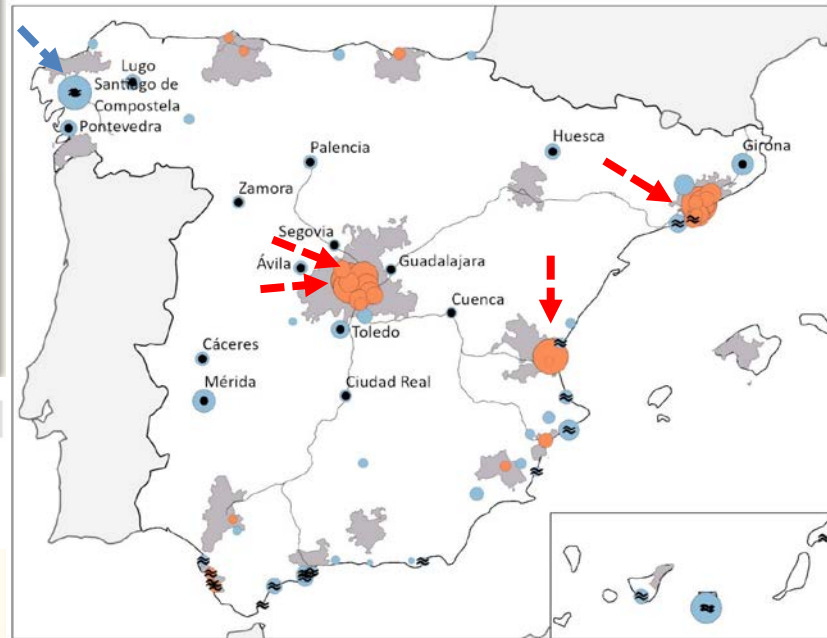 Lugo
Santiago de
Compostela
Pontevedra
Palencia
Huesca
Girona
Zamora
Segovia
Ávila
Guadalajara
Cuenca
Toledo
Cáceres
Mérida
Ciudad Real